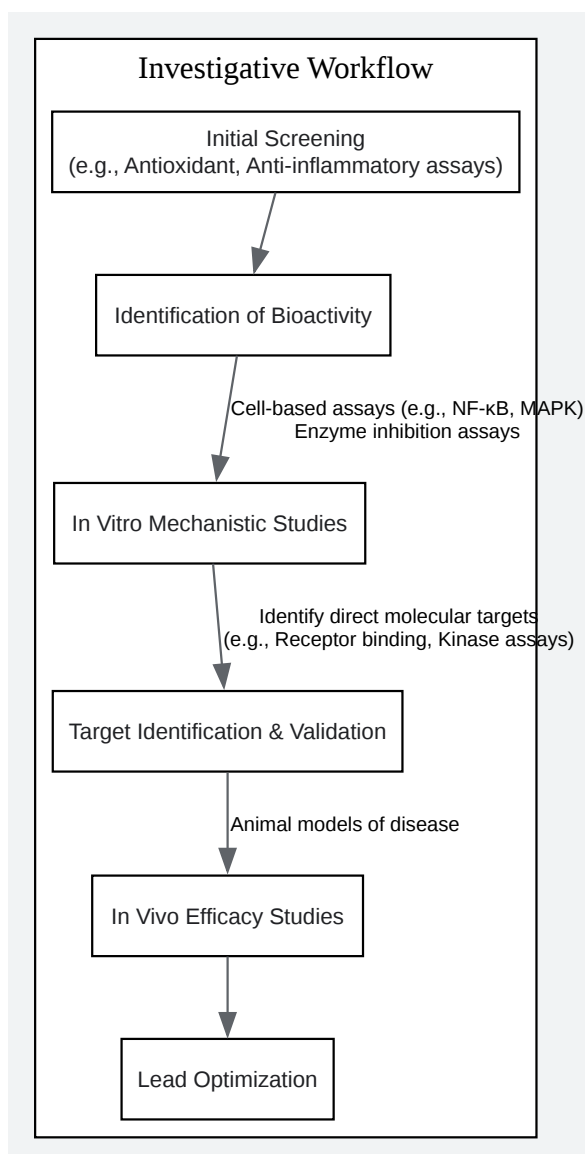 Investigative Workflow
Initial Screening
(e.g., Antioxidant, Anti-inflammatory assays)
Identification of Bioactivity
Cell-based assays (e.g., NF-κB, MAPK)
Enzyme inhibition assays
In Vitro Mechanistic Studies
Identify direct molecular targets
(e.g., Receptor binding, Kinase assays)
Target Identification & Validation
Animal models of disease
In Vivo Efficacy Studies
Lead Optimization